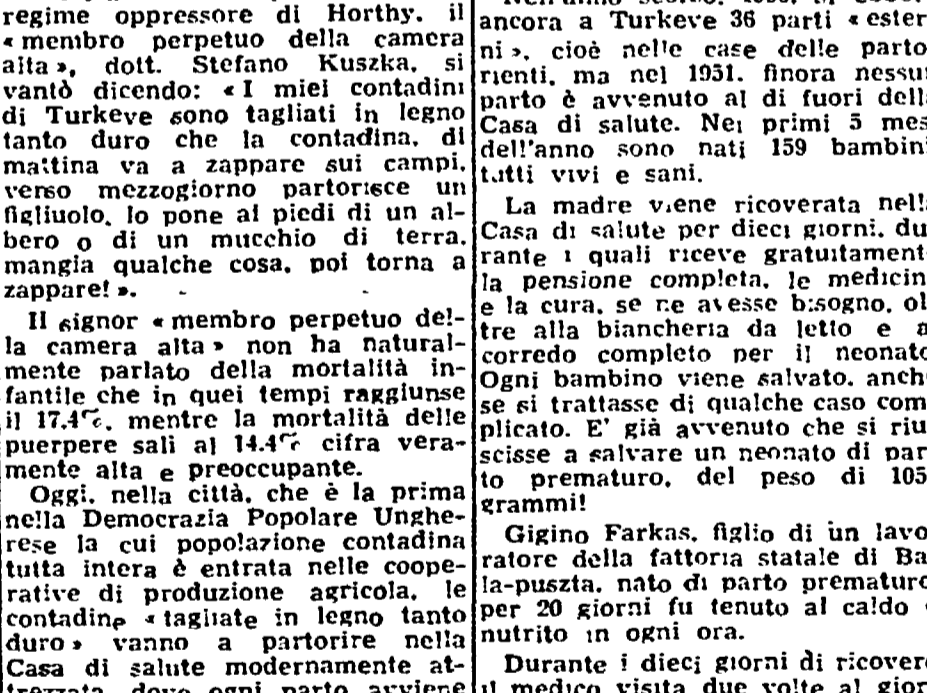 regime oppressore di Horthy. il
« membro perpetuo della camera
alta », dott. Stefano Kuszka, si
vantò dicendo: « I miei contadini
di Turkeve sono tagliati in legno
tanto duro che la contadina, di
mattina va a zappare sui campi,
verso mezzogiorno partorisce un
figliuolo, lo pone ai piedi di un al-
bero o di un mucchio di terra,
mangia qualche cosa, poi torna a
zappare! ».
Il signor « membro perpetuo del-
la camera alta » non ha natural-
mente parlato della mortalità in-
fantile che in quei tempi raggiunse
il 17.4%, mentre la mortalità delle
puerpere salì al 14.4% cifra vera-
mente alta e preoccupante.
Oggi, nella città, che è la prima
nella Democrazia Popolare Unghe-
rese la cui popolazione contadina
tutta intera è entrata nelle coope-
rative di produzione agricola, le
contadine « tagliate in legno tanto
duro » vanno a partorire nella
Casa di salute modernamente at-
trezzata, dove ogni parto avviene
ancora a Turkeve 36 parti « ester
ni », cioè nelle case delle parto
rienti, ma nel 1951, finora nessu
parto è avvenuto al di fuori dell
Casa di salute. Nei primi 5 mes
dell'anno sono nati 159 bambini
tutti vivi e sani.
La madre viene ricoverata nell
Casa di salute per dieci giorni, du
rante i quali riceve gratuitament
la pensione completa, le medicin
e la cura, se ne avesse bisogno, ol
tre alla biancheria da letto e a
corredo completo per il neonato
Ogni bambino viene salvato, anch
se si trattasse di qualche caso com
plicato. E' già avvenuto che si riu
scisse a salvare un neonato di par
to prematuro, del peso di 105
grammi!
Gigino Farkas, figlio di un lavo
ratore della fattoria statale di Ba
la-puszta, nato di parto prematuro
per 20 giorni fu tenuto al caldo
nutrito in ogni ora.
Durante i dieci giorni di ricovero
il medico visita due volte al gior